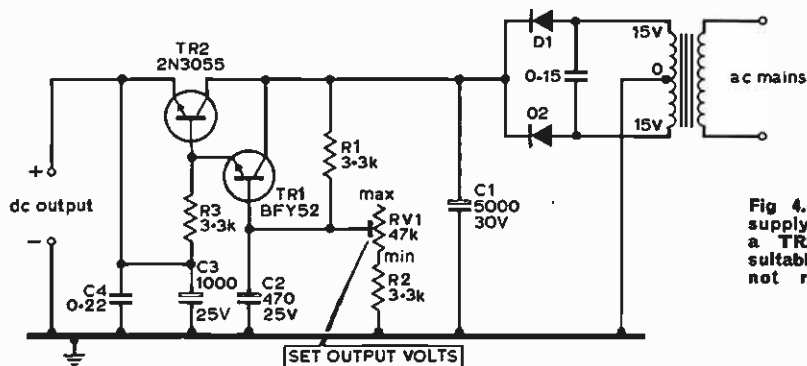 TR2
2N3055
D1
0-15
O2
15V
0
15V
ac mains
+
dc output
−
R3
3·3k
TR1
BFY52
R1
3·3k
max
RV1
47k
min
R2
3·3k
C1
5000
30V
C4
0·22
C3
1000
25V
C2
470
25V
SET OUTPUT VOLTS
Fig 4.
supply
a TR
suitabl
not r